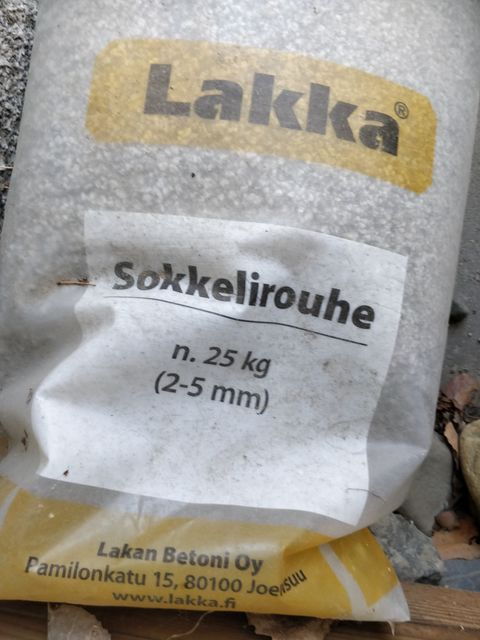 Lakka®
Sokkelirouhe
n. 25 kg
(2-5 mm)
Lakan Betoni Oy
Pamilonkatu 15, 80100 Joensuu
www.lakka.fi